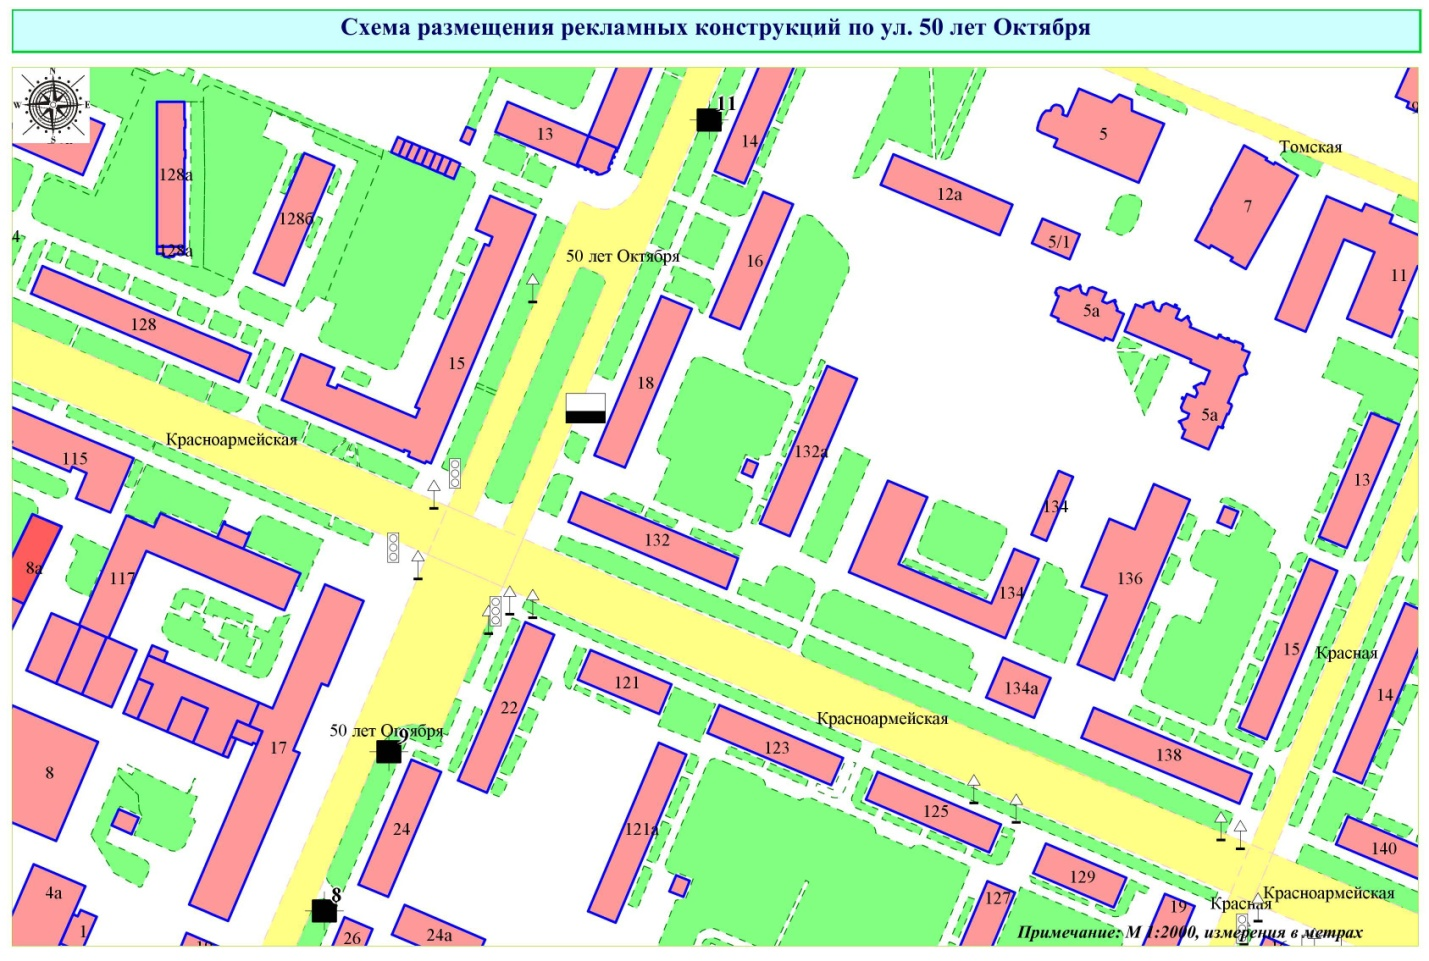 Схема размещения рекламных конструкций по ул. 50 лет Октября
N
W
E
S
11
13
14
5
Томская
128а
12а
7
128б
4
5/1
128а
50 лет Октября
16
11
5а
128
15
18
5а
Красноармейская
115
132а
13
134
132
8а
117
136
134
15
Красная
121
134а
14
22
Красноармейская
50 лет Октября
9
17
123
138
8
125
24
121а
140
129
4а
8
127
Красноармейская
19
Красная
1
26
24а
Примечание: М 1:2000, измерения в метрах